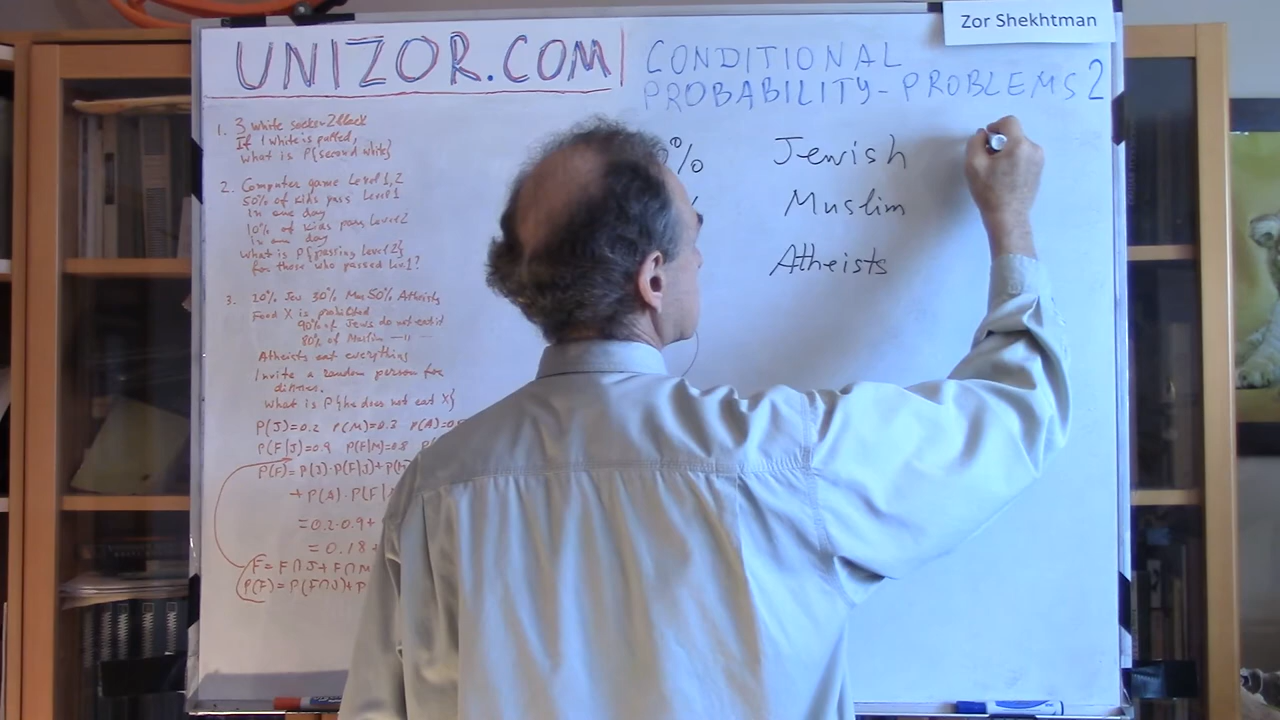 Zor Shekhtman
UNIZOR.COM
CONDITIONAL
PROBABILITY-PROBLEMS 2
1. 3 white socks 2 black
If 1 white is pulled,
what is P{second white}
2. Computer game Level 1,2
50% of kids pass Level 1
in one day
10% of kids pass Level 2
in one day
What is P{passing Level 2}
for those who passed Lev.1?
3. 20% Jew 30% Mus 50% Atheists
Food X is prohibited
90% of Jews do not eat it
80% of Muslim — 11 —
Atheists eat everything
Invite a random person for
dinner.
What is P{he does not eat X}
P(J)=0.2 P(M)=0.3 P(A)=0.
P(F|J)=0.9 P(F|M)=0.8 P
P(F)=P(J)·P(F|J)+P(M
+P(A)·P(F|
=0.2·0.9+
=0.18
F=F∩J+F∩M
P(F)=P(F∩J)+P
0% Jewish
Muslim
Atheists